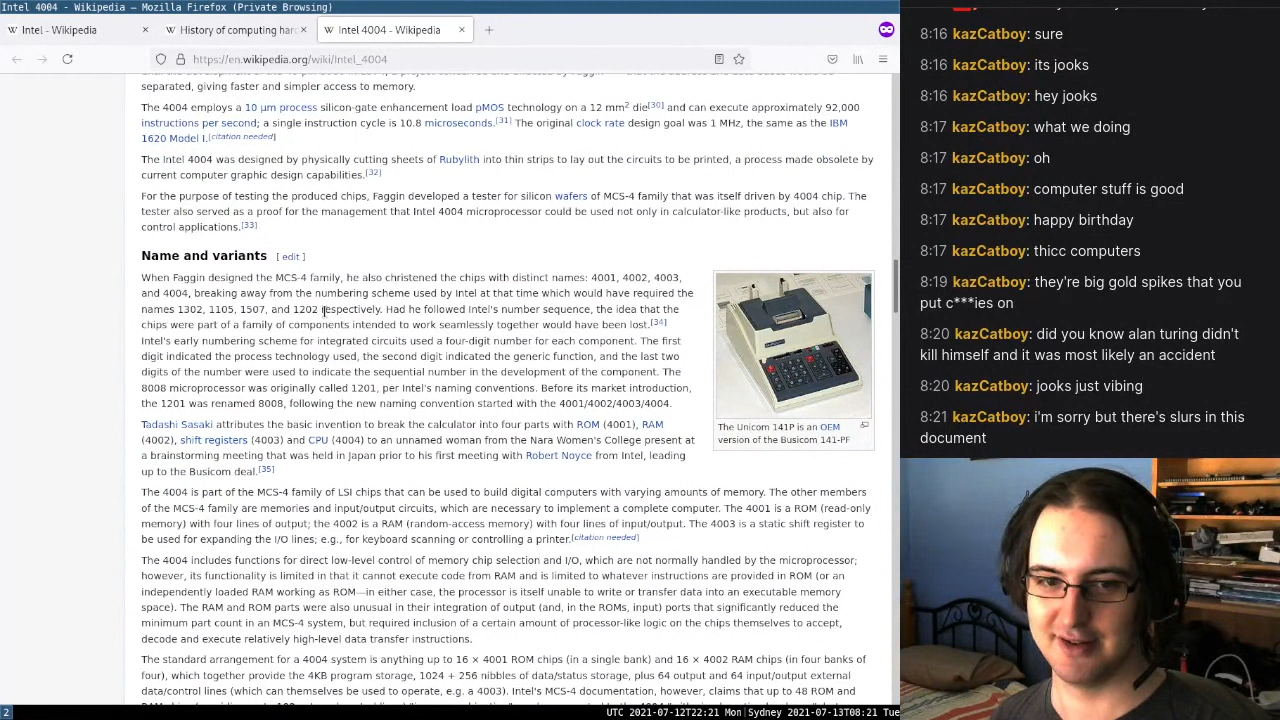 Intel 4004 - Wikipedia — Mozilla Firefox (Private Browsing)
Intel - Wikipedia
History of computing har
Intel 4004 - Wikipedia
https://en.wikipedia.org/wiki/Intel_4004
separated, giving faster and simpler access to memory.
The 4004 employs a 10 μm process silicon-gate enhancement load pMOS technology on a 12 mm2 die[30] and can execute approximately 92,000
instructions per second; a single instruction cycle is 10.8 microseconds.[31] The original clock rate design goal was 1 MHz, the same as the IBM
1620 Model I.[citation needed]
The Intel 4004 was designed by physically cutting sheets of Rubylith into thin strips to lay out the circuits to be printed, a process made obsolete by
current computer graphic design capabilities.[32]
For the purpose of testing the produced chips, Faggin developed a tester for silicon wafers of MCS-4 family that was itself driven by 4004 chip. The
tester also served as a proof for the management that Intel 4004 microprocessor could be used not only in calculator-like products, but also for
control applications.[33]
Name and variants [ edit ]
When Faggin designed the MCS-4 family, he also christened the chips with distinct names: 4001, 4002, 4003,
and 4004, breaking away from the numbering scheme used by Intel at that time which would have required the
names 1302, 1105, 1507, and 1202 respectively. Had he followed Intel's number sequence, the idea that the
chips were part of a family of components intended to work seamlessly together would have been lost.[34]
Intel's early numbering scheme for integrated circuits used a four-digit number for each component. The first
digit indicated the process technology used, the second digit indicated the generic function, and the last two
digits of the number were used to indicate the sequential number in the development of the component. The
8008 microprocessor was originally called 1201, per Intel's naming conventions. Before its market introduction,
the 1201 was renamed 8008, following the new naming convention started with the 4001/4002/4003/4004.
The Unicom 141P is an OEM
version of the Busicom 141-PF
Tadashi Sasaki attributes the basic invention to break the calculator into four parts with ROM (4001), RAM
(4002), shift registers (4003) and CPU (4004) to an unnamed woman from the Nara Women's College present at
a brainstorming meeting that was held in Japan prior to his first meeting with Robert Noyce from Intel, leading
up to the Busicom deal.[35]
The 4004 is part of the MCS-4 family of LSI chips that can be used to build digital computers with varying amounts of memory. The other members
of the MCS-4 family are memories and input/output circuits, which are necessary to implement a complete computer. The 4001 is a ROM (read-only
memory) with four lines of output; the 4002 is a RAM (random-access memory) with four lines of input/output. The 4003 is a static shift register to
be used for expanding the I/O lines; e.g., for keyboard scanning or controlling a printer.[citation needed]
The 4004 includes functions for direct low-level control of memory chip selection and I/O, which are not normally handled by the microprocessor;
however, its functionality is limited in that it cannot execute code from RAM and is limited to whatever instructions are provided in ROM (or an
independently loaded RAM working as ROM—in either case, the processor is itself unable to write or transfer data into an executable memory
space). The RAM and ROM parts were also unusual in their integration of output (and, in the ROMs, input) ports that significantly reduced the
minimum part count in an MCS-4 system, but required inclusion of a certain amount of processor-like logic on the chips themselves to accept,
decode and execute relatively high-level data transfer instructions.
The standard arrangement for a 4004 system is anything up to 16 × 4001 ROM chips (in a single bank) and 16 × 4002 RAM chips (in four banks of
four), which together provide the 4KB program storage, 1024 + 256 nibbles of data/status storage, plus 64 output and 64 input/output external
data/control lines (which can themselves be used to operate, e.g. a 4003). Intel's MCS-4 documentation, however, claims that up to 48 ROM and
2
UTC 2021-07-12T22:21 Mon|Sydney 2021-07-13T08:21 Tue
8:16 kazCatboy: sure
8:16 kazCatboy: its jooks
8:16 kazCatboy: hey jooks
8:17 kazCatboy: what we doing
8:17 kazCatboy: oh
8:17 kazCatboy: computer stuff is good
8:17 kazCatboy: happy birthday
8:17 kazCatboy: thicc computers
8:19 kazCatboy: they're big gold spikes that you
put c***ies on
8:20 kazCatboy: did you know alan turing didn't
kill himself and it was most likely an accident
8:20 kazCatboy: jooks just vibing
8:21 kazCatboy: i'm sorry but there's slurs in this
document